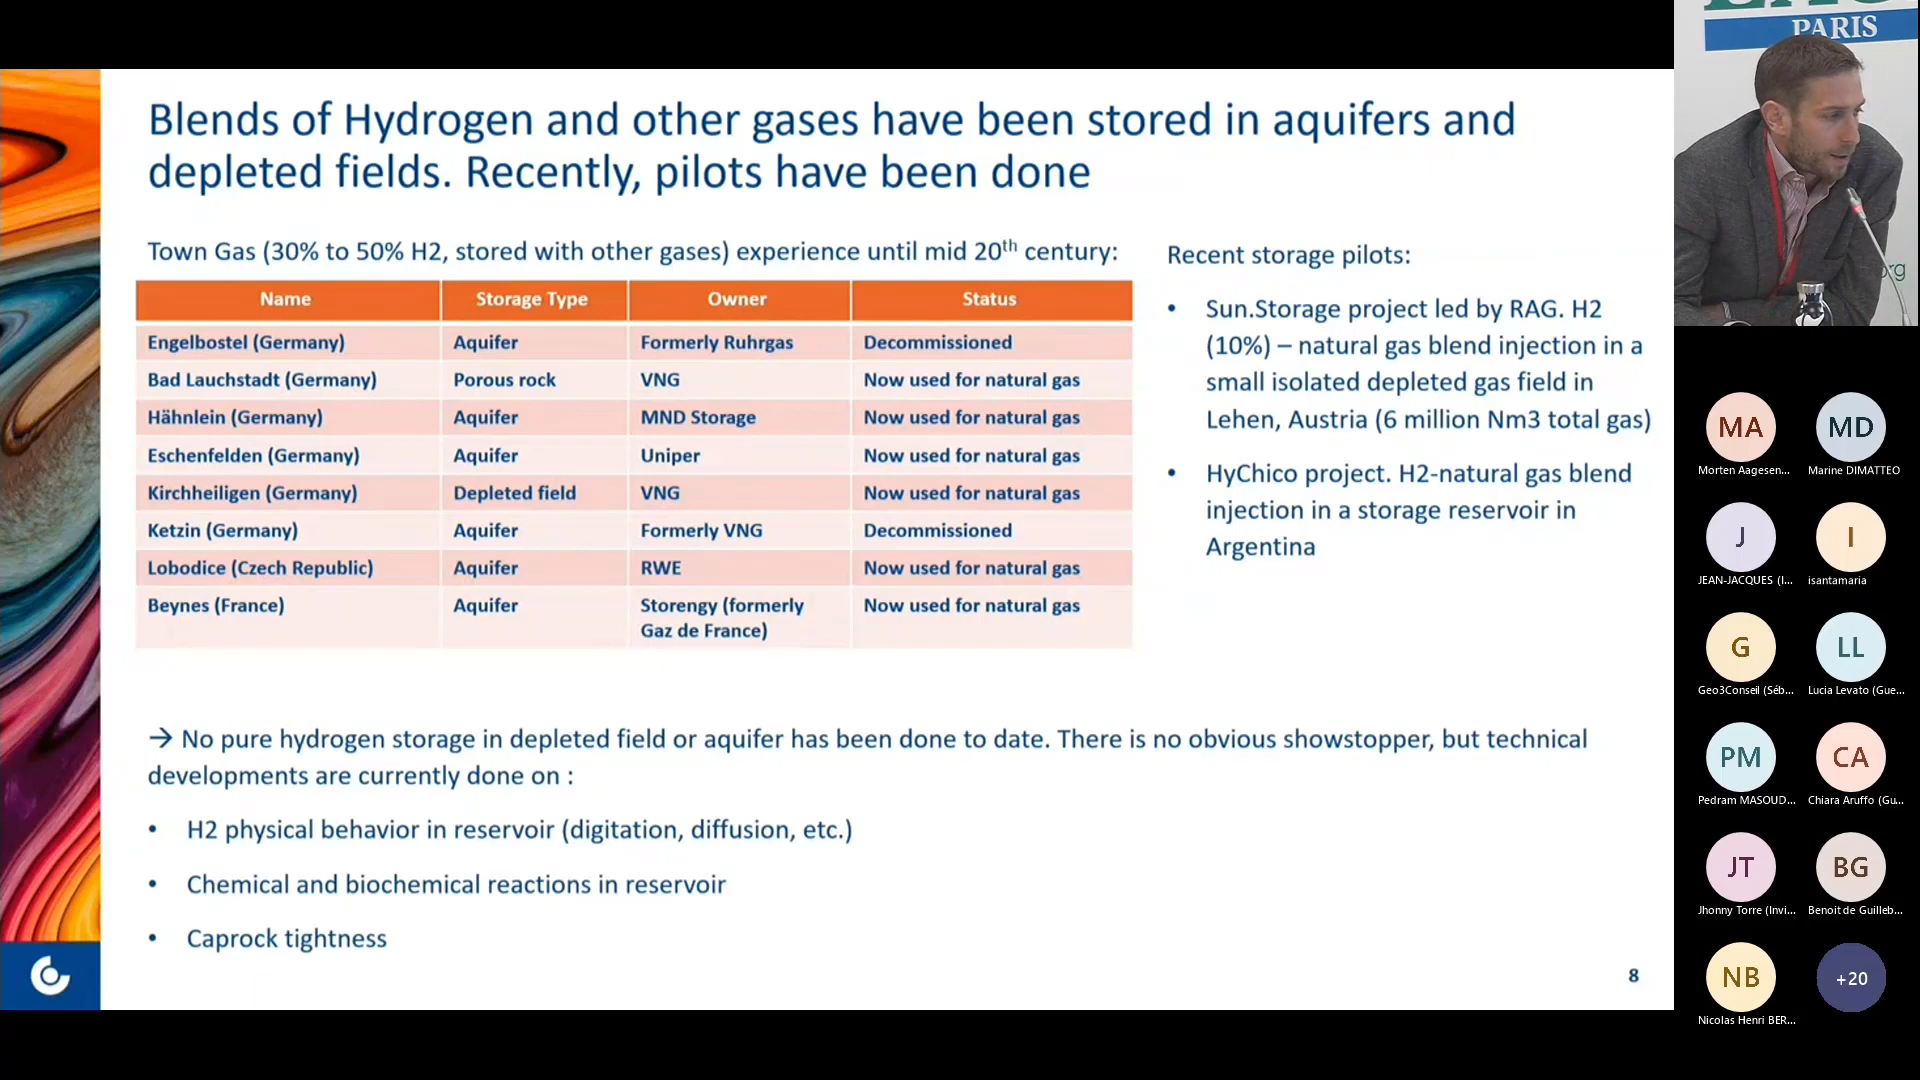 Blends of Hydrogen and other gases have been stored in aquifers and
depleted fields. Recently, pilots have been done
Town Gas (30% to 50% H2, stored with other gases) experience until mid 20th century:
Name Storage Type Owner Status
Engelbostel (Germany) Aquifer Formerly Ruhrgas Decommissioned
Bad Lauchstadt (Germany) Porous rock VNG Now used for natural gas
Hähnlein (Germany) Aquifer MND Storage Now used for natural gas
Eschenfelden (Germany) Aquifer Uniper Now used for natural gas
Kirchheiligen (Germany) Depleted field VNG Now used for natural gas
Ketzin (Germany) Aquifer Formerly VNG Decommissioned
Lobodice (Czech Republic) Aquifer RWE Now used for natural gas
Beynes (France) Aquifer Storengy (formerly Now used for natural gas
Gaz de France)
Recent storage pilots:
• Sun.Storage project led by RAG. H2
(10%) – natural gas blend injection in a
small isolated depleted gas field in
Lehen, Austria (6 million Nm3 total gas)
• HyChico project. H2-natural gas blend
injection in a storage reservoir in
Argentina
→ No pure hydrogen storage in depleted field or aquifer has been done to date. There is no obvious showstopper, but technical
developments are currently done on :
• H2 physical behavior in reservoir (digitation, diffusion, etc.)
• Chemical and biochemical reactions in reservoir
• Caprock tightness
8
PARIS
MA MD
Morten Aagesen... Marine DIMATTEO
J I
JEAN-JACQUES (I... isantamaria
G LL
Geo3Conseil (Séb... Lucia Levato (Gue...
PM CA
Pedram MASOUD... Chiara Aruffo (Gu...
JT BG
Jhonny Torre (Invi... Benoit de Guilleb...
NB +20
Nicolas Henri BER...